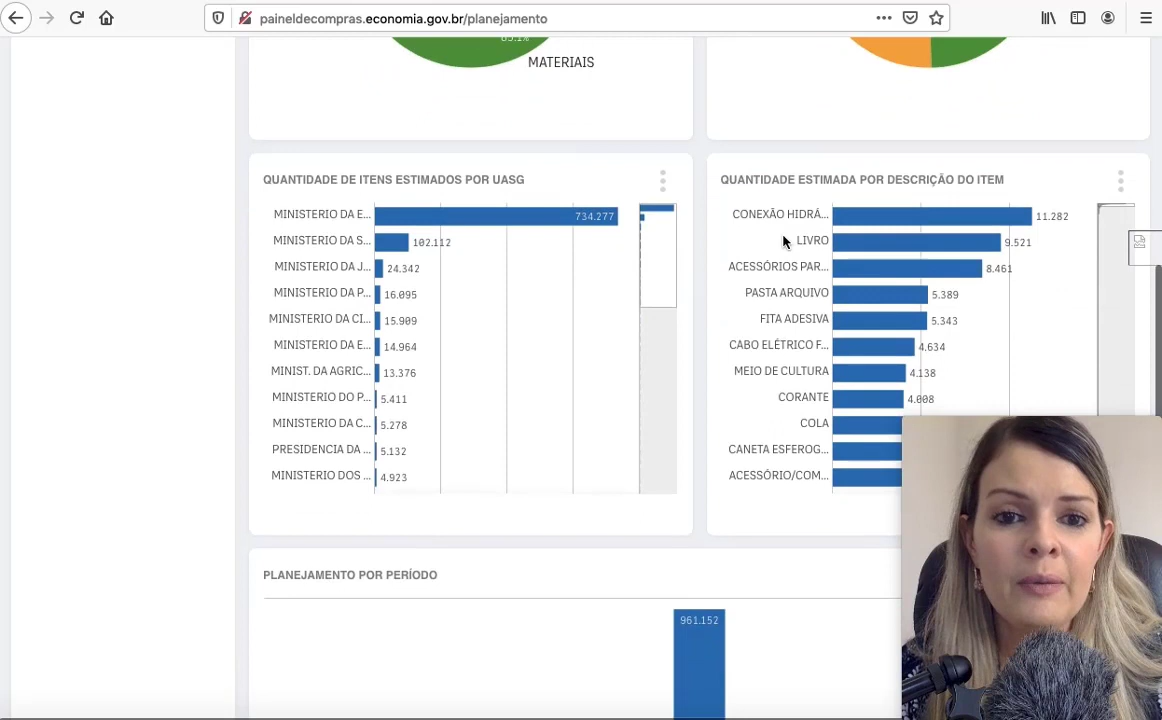 paineldecompras.economia.gov.br/planejamento
MATERIAIS
QUANTIDADE DE ITENS ESTIMADOS POR UASG
MINISTERIO DA E... 734.277
MINISTERIO DA S... 102.112
MINISTERIO DA J... 24.342
MINISTERIO DA P... 16.095
MINISTERIO DA CI... 15.909
MINISTERIO DA E... 14.964
MINIST. DA AGRIC... 13.376
MINISTERIO DO P... 5.411
MINISTERIO DA C... 5.278
PRESIDENCIA DA ... 5.132
MINISTERIO DOS ... 4.923
QUANTIDADE ESTIMADA POR DESCRIÇÃO DO ITEM
CONEXÃO HIDRÁ... 11.282
LIVRO 9.521
ACESSÓRIOS PAR... 8.461
PASTA ARQUIVO 5.389
FITA ADESIVA 5.343
CABO ELÉTRICO F... 4.634
MEIO DE CULTURA 4.138
CORANTE 4.008
COLA
CANETA ESFEROG...
ACESSÓRIO/COM...
PLANEJAMENTO POR PERÍODO
961.152